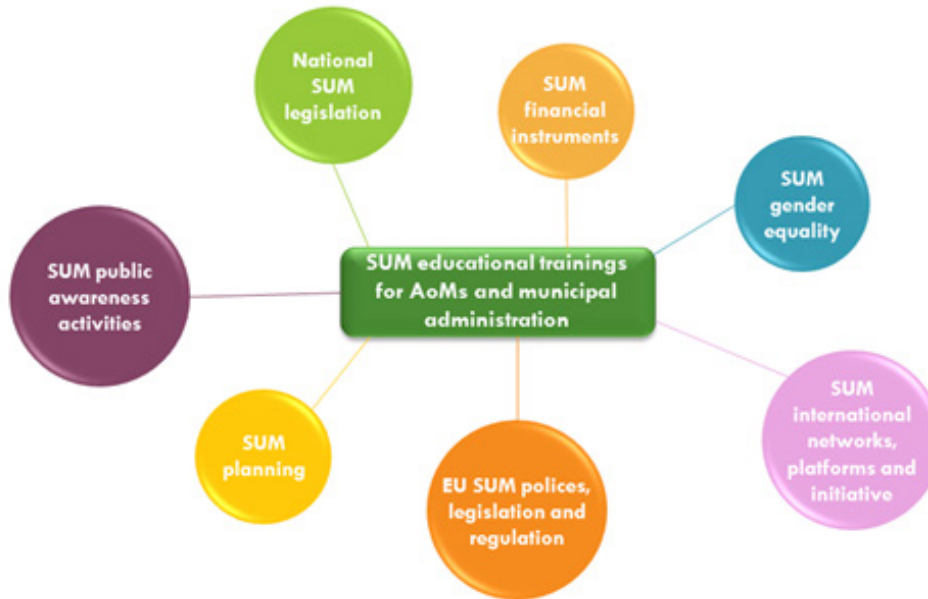 National
SUM
legislation
SUM
financial
instruments
SUM
gender
equality
SUM public
awareness
activities
SUM educational trainings
for AoMs and municipal
administration
SUM
planning
EU SUM polices,
legislation and
regulation
SUM
international
networks,
platforms and
initiative